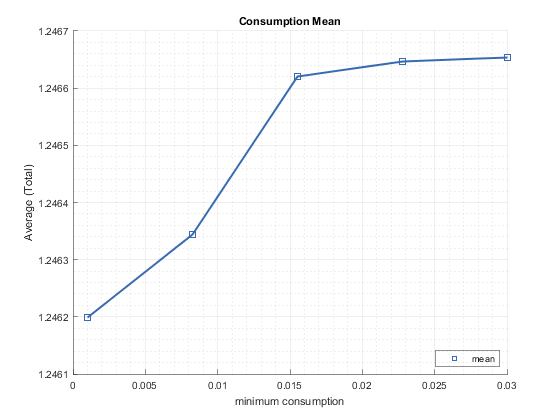 Consumption Mean
1.2467
1.2466
1.2465
1.2464
1.2463
1.2462
1.2461
Average (Total)
mean
0 0.005 0.01 0.015 0.02 0.025 0.03
minimum consumption